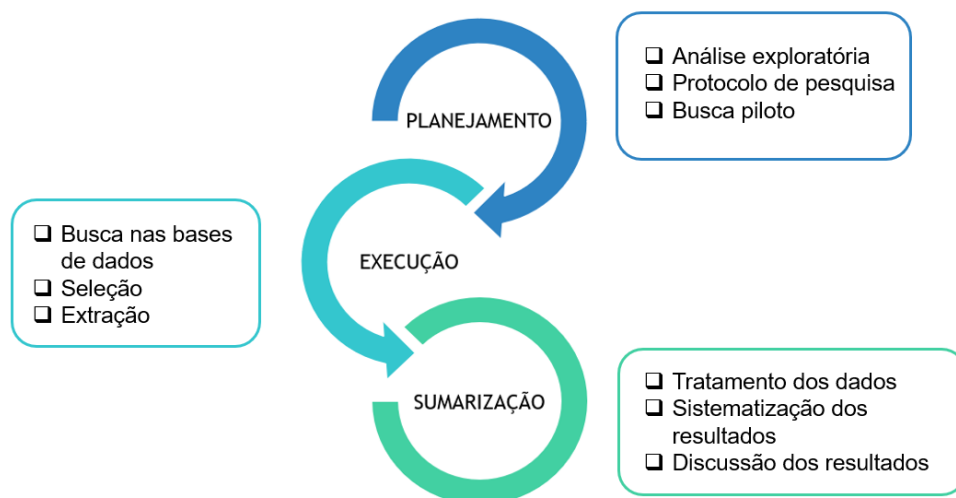 PLANEJAMENTO
❑ Análise exploratória
❑ Protocolo de pesquisa
❑ Busca piloto
EXECUÇÃO
❑ Busca nas bases
de dados
❑ Seleção
❑ Extração
SUMARIZAÇÃO
❑ Tratamento dos dados
❑ Sistematização dos
resultados
❑ Discussão dos resultados